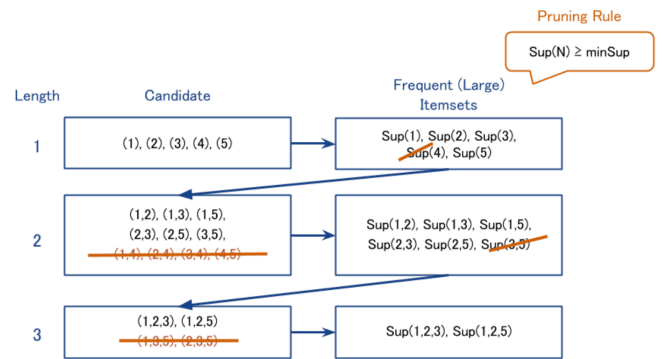 Pruning Rule
Sup(N) ≥ minSup
Length
Candidate
Frequent (Large)
Itemsets
1
(1), (2), (3), (4), (5)
Sup(1), Sup(2), Sup(3),
Sup(4), Sup(5)
2
(1,2), (1,3), (1,5),
(2,3), (2,5), (3,5)
(1,4), (2,4), (3,4), (4,5)
Sup(1,2), Sup(1,3), Sup(1,5),
Sup(2,3), Sup(2,5), Sup(3,5)
3
(1,2,3), (1,2,5)
(1,3,5), (2,3,5)
Sup(1,2,3), Sup(1,2,5)